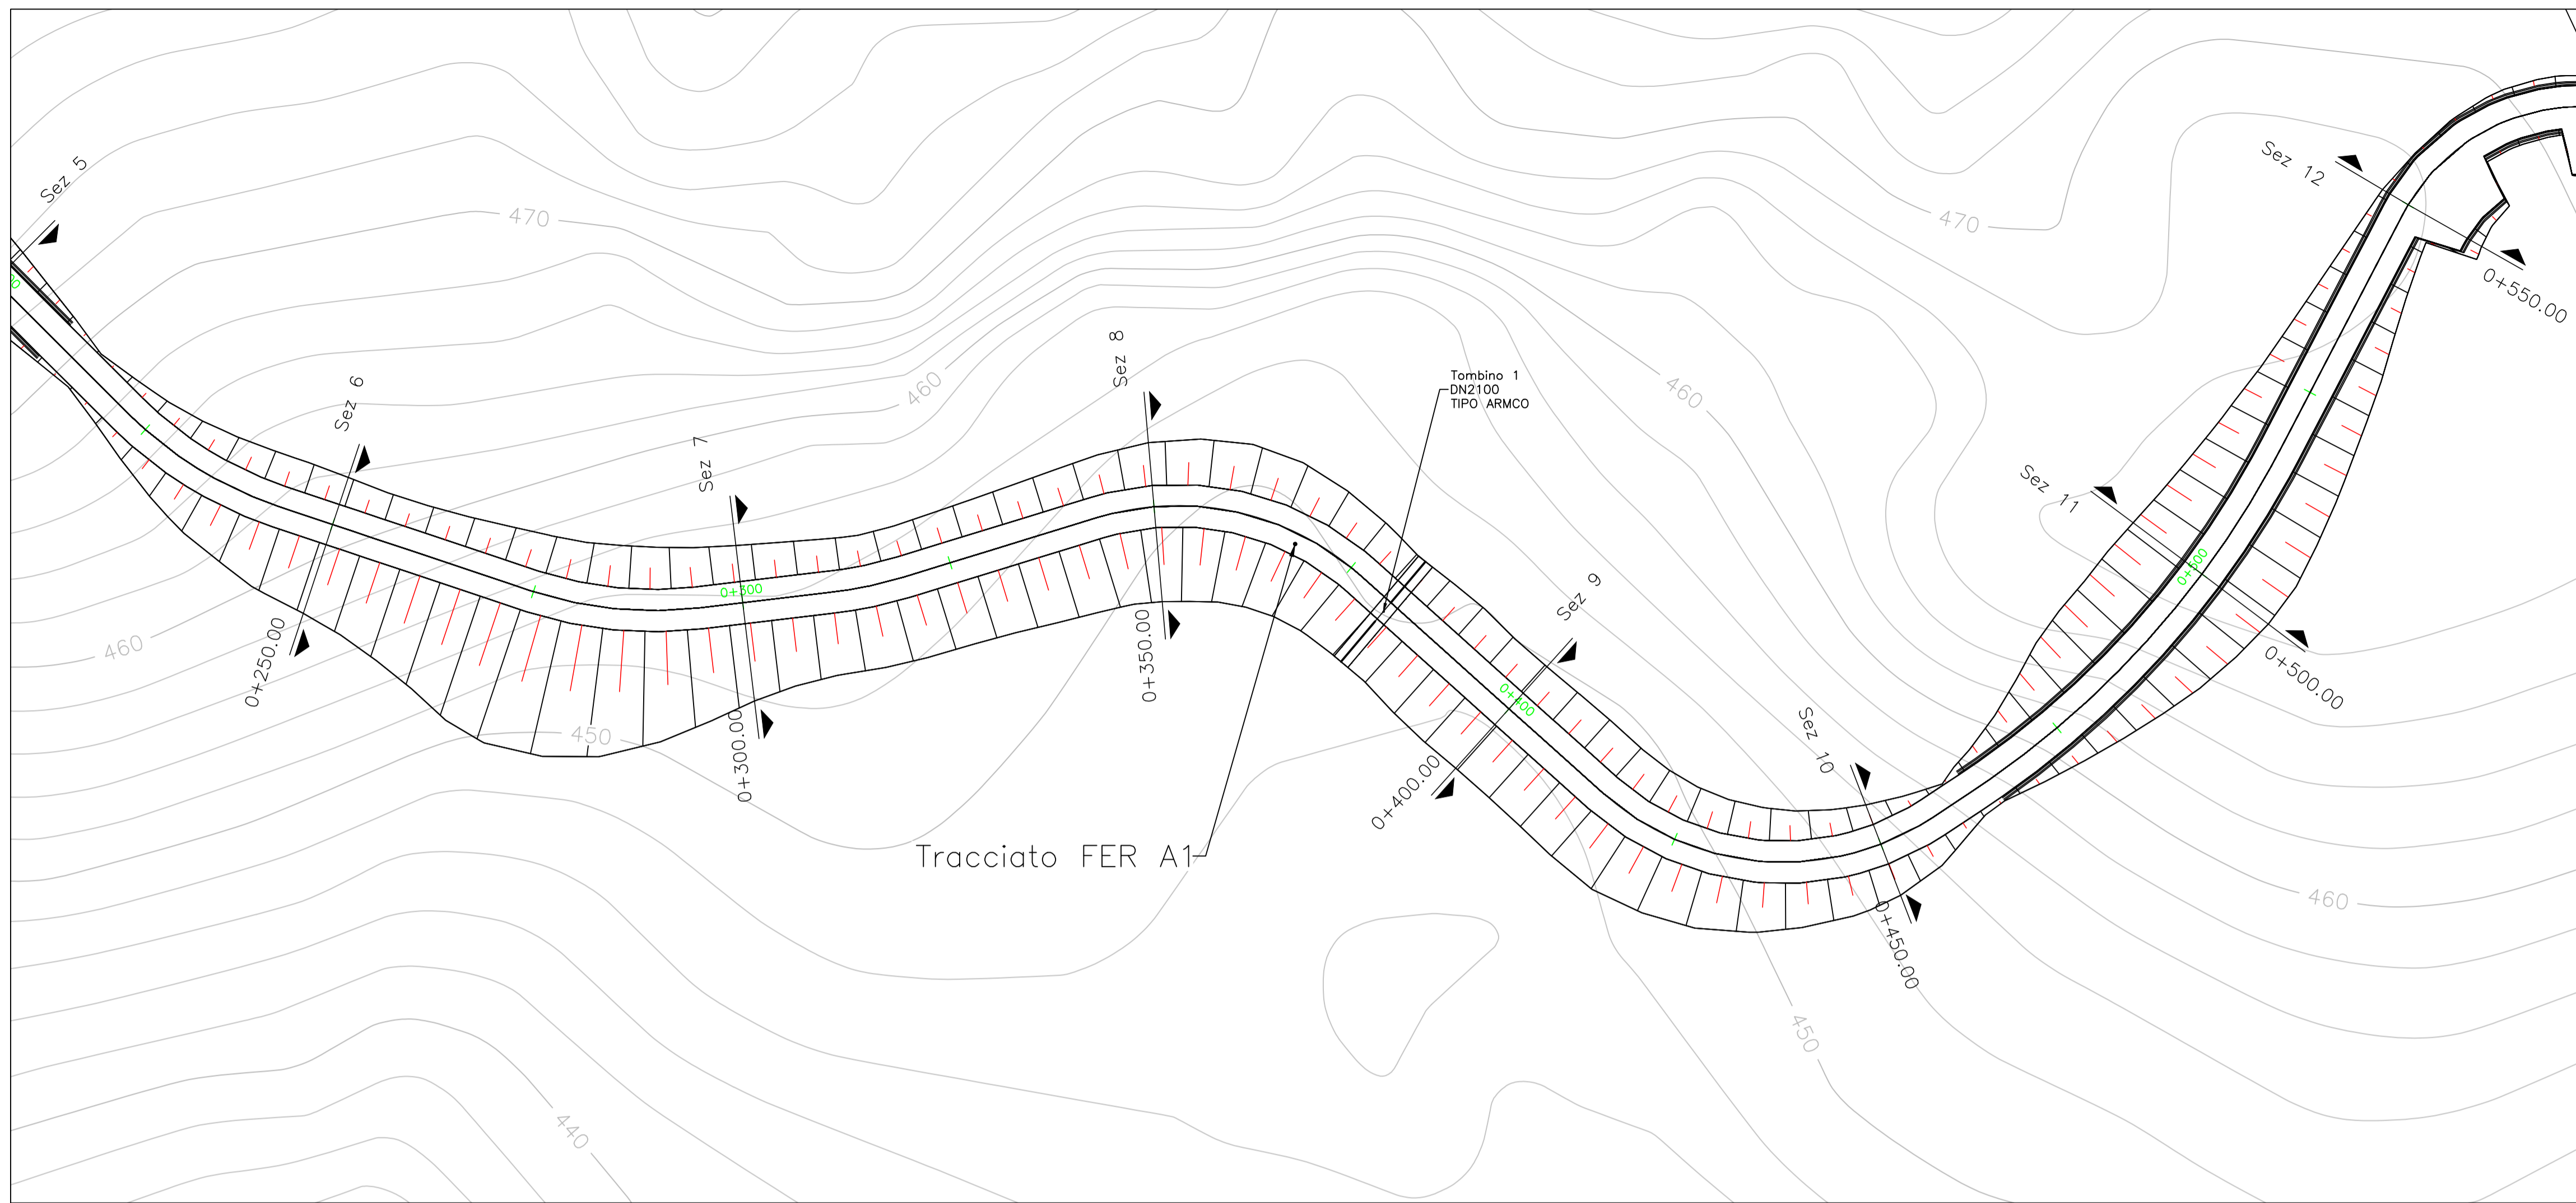 Sez 5
470
Sez 12
470
0+550.00
Sez 8
Tombino 1
DN2100
TIPO ARMCO
460
460
Sez 6
Sez 7
Sez 11
0+500
0+300
Sez 9
460
0+250.00
0+350.00
0+500.00
0+400
450
0+300.00
Sez 10
0+400.00
Tracciato FER A1
460
0+450.00
450
440